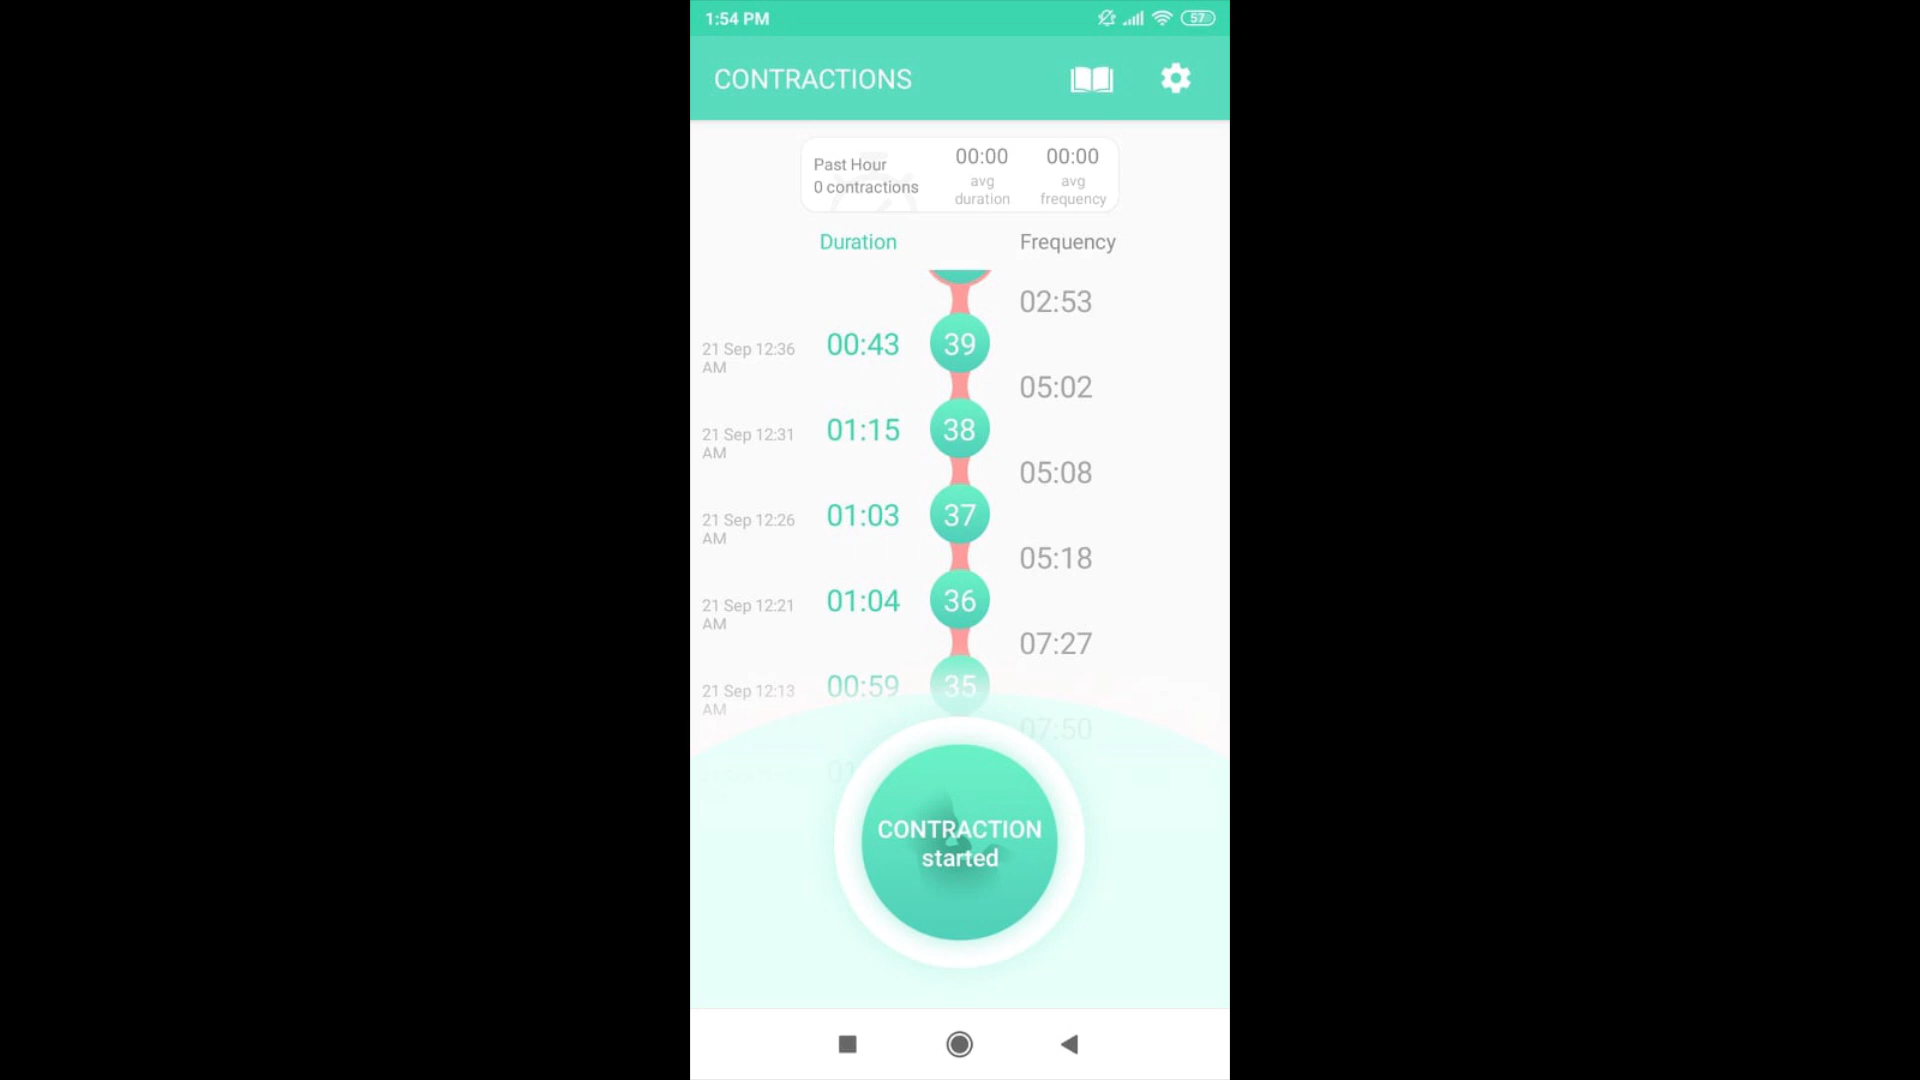 1:54 PM
57
CONTRACTIONS
Past Hour
0 contractions
00:00
avg
duration
00:00
avg
frequency
Duration
Frequency
02:53
21 Sep 12:36
AM
00:43
39
05:02
21 Sep 12:31
AM
01:15
38
05:08
21 Sep 12:26
AM
01:03
37
05:18
21 Sep 12:21
AM
01:04
36
07:27
21 Sep 12:13
AM
00:59
35
07:50
CONTRACTION
started